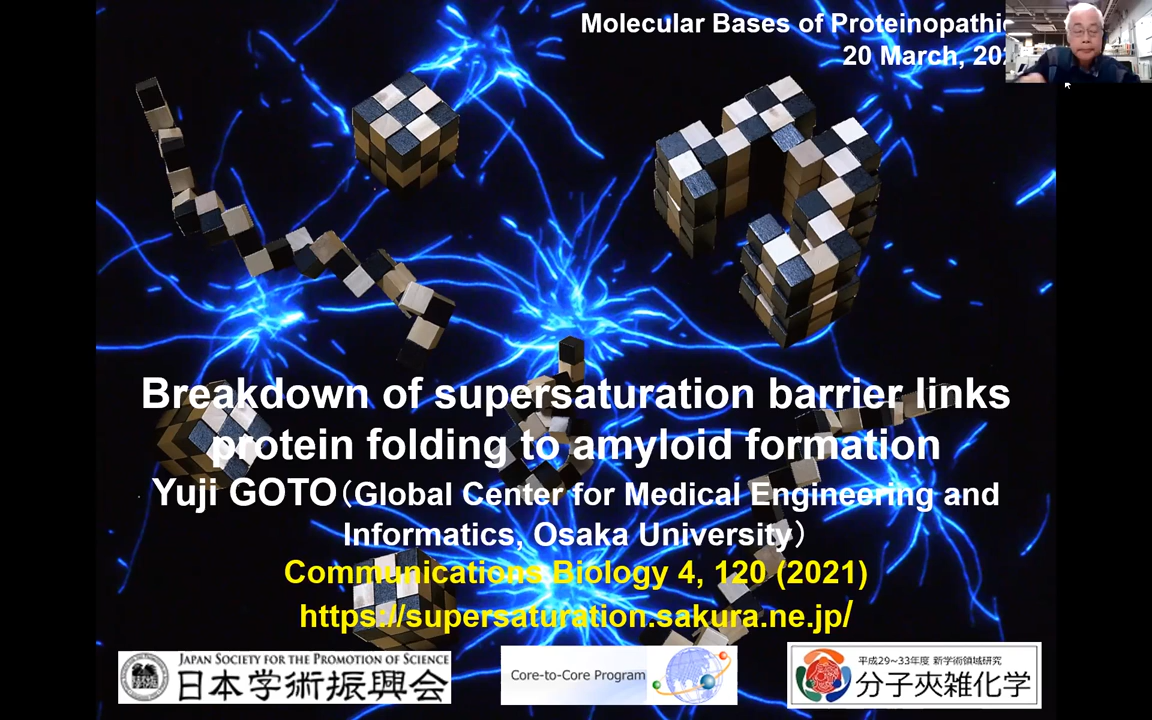 Molecular Bases of Proteinopathic
20 March, 202
Breakdown of supersaturation barrier links
protein folding to amyloid formation
Yuji GOTO（Global Center for Medical Engineering and
Informatics, Osaka University）
Communications Biology 4, 120 (2021)
https://supersaturation.sakura.ne.jp/
JAPAN SOCIETY FOR THE PROMOTION OF SCIENCE
日本学術振興会
Core-to-Core Program
平成29~33年度 新学術領域研究
分子夾雑化学